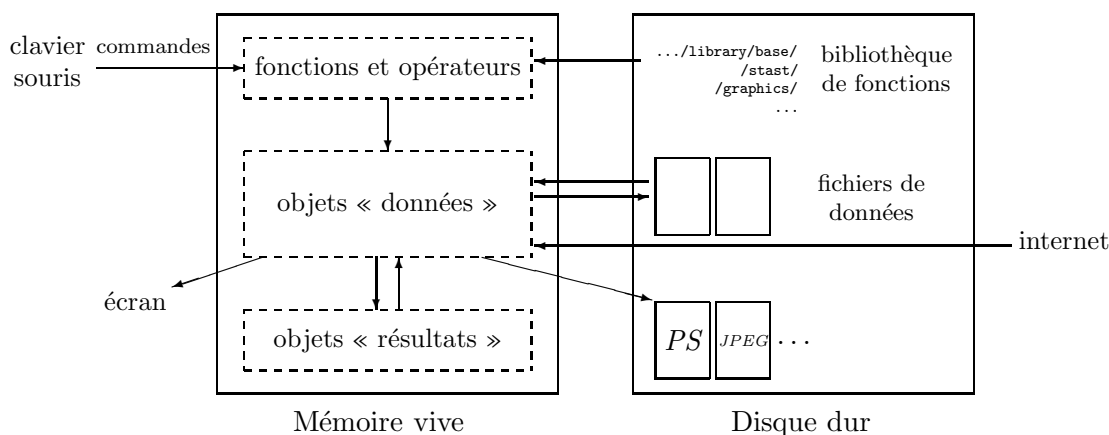 clavier
souris
commandes
fonctions et opérateurs
.../library/base/
/stast/
/graphics/
...
bibliothèque
de fonctions
objets « données »
fichiers de
données
internet
écran
objets « résultats »
PS
JPEG
...
Mémoire vive
Disque dur